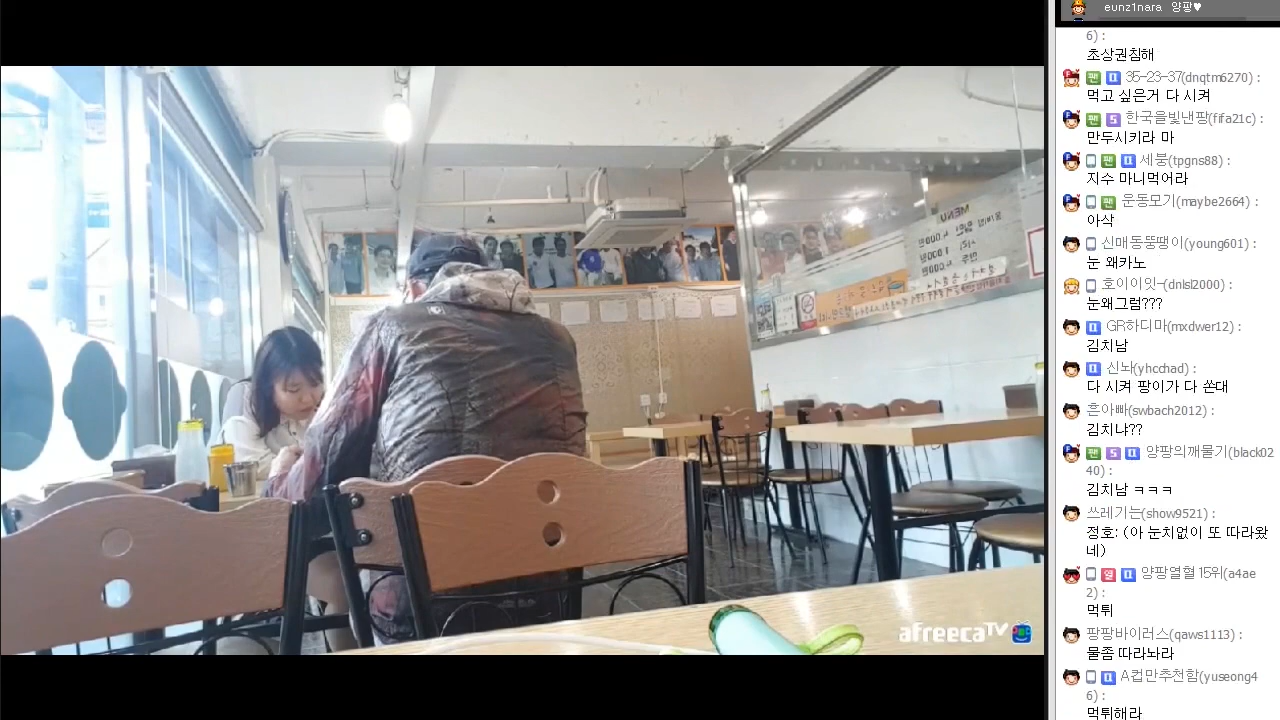 eunz1nara 양팡♥
6) :
초상권침해
35-23-37(dnqtm6270) :
먹고 싶은거 다 시켜
한국을빛낸팡(fifa21c) :
만두시키라 마
세붕(tpgns88) :
지수 마니먹어라
운동모기(maybe2664) :
아삭
신매동뚱땡이(young601) :
눈 왜카노
호이이잇~(dnlsl2000) :
눈왜그럼???
GR하디마(mxdwer12) :
김치남
신뇌(yhcchad) :
다 시켜 팡이가 다 쏜대
흔아빠(swbach2012) :
김치냐??
양팡의깨물기(black02
40) :
김치남 ㅋㅋㅋ
쓰레기는(show9521) :
정호: (아 눈치없이 또 따라왔
네)
양팡열혈15위(a4ae
2) :
먹튀
팡팡바이러스(qaws1113) :
물좀 따라놔라
A컵만추천함(yuseong4
6) :
먹튀해라
MENU
4,000원
afreecaTV